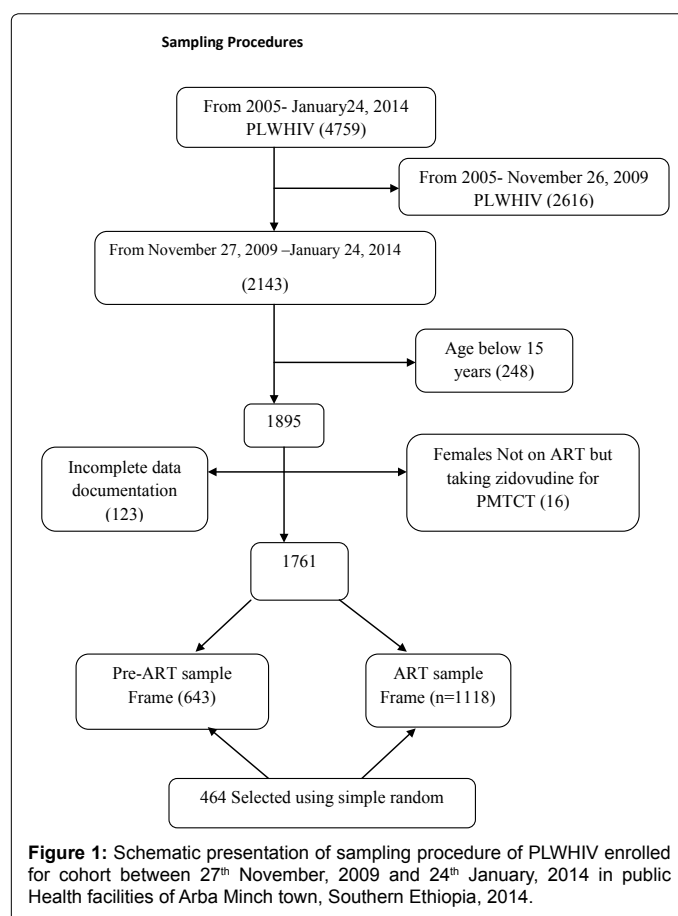 Sampling Procedures
From 2005- January24, 2014
PLWHIV (4759)
From 2005- November 26, 2009
PLWHIV (2616)
From November 27, 2009 –January 24, 2014
(2143)
Age below 15
years (248)
1895
Incomplete data
documentation
(123)
Females Not on ART but
taking zidovudine for
PMTCT (16)
1761
Pre-ART sample
Frame (643)
ART sample
Frame (n=1118)
464 Selected using simple random
Figure 1: Schematic presentation of sampling procedure of PLWHIV enrolled
for cohort between 27th November, 2009 and 24th January, 2014 in public
Health facilities of Arba Minch town, Southern Ethiopia, 2014.